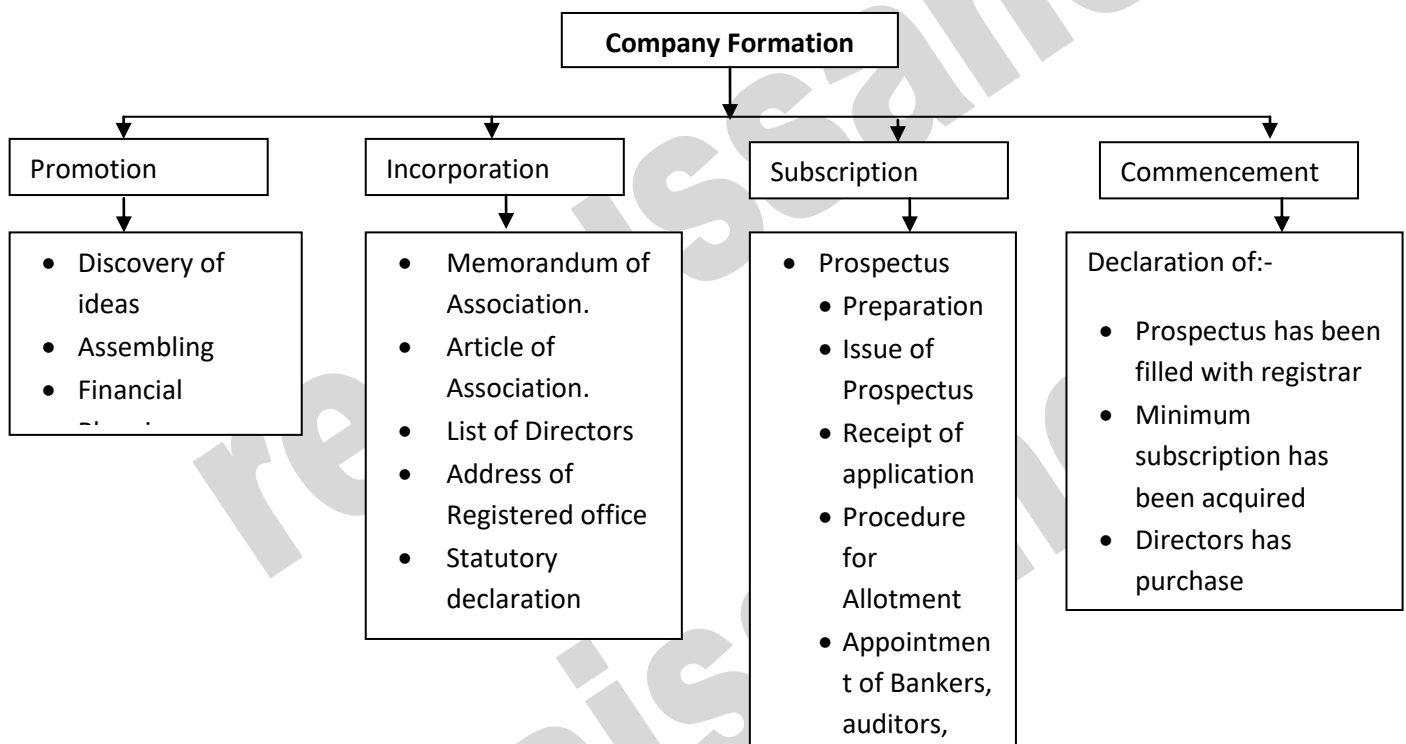 Company Formation
Promotion
Incorporation
Subscription
Commencement
• Discovery of
ideas
• Assembling
• Financial
• Memorandum of
Association.
• Article of
Association.
• List of Directors
• Address of
Registered office
• Statutory
declaration
• Prospectus
• Preparation
• Issue of
Prospectus
• Receipt of
application
• Procedure
for
Allotment
• Appointmen
t of Bankers,
auditors,
Declaration of:-
• Prospectus has been
filled with registrar
• Minimum
subscription has
been acquired
• Directors has
purchase